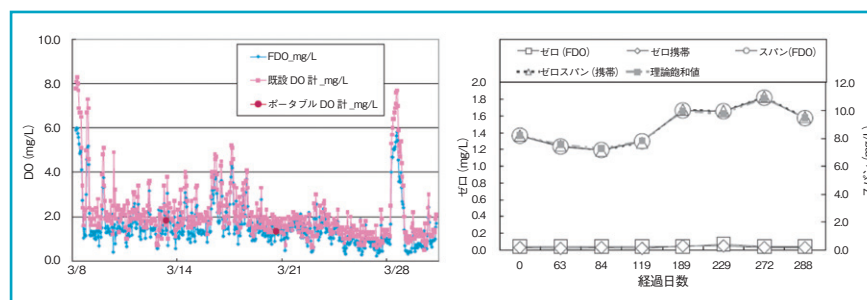 10.0
8.0
6.0
4.0
2.0
0.0
DO (mg/L)
FDO_mg/L
既設 DO 計 _mg/L
ポータブル DO 計 _mg/L
3/8 3/14 3/21 3/28
ゼロ (FDO) ゼロ携帯 スパン(FDO)
ゼロスパン (携帯) 理論飽和値
2.0
1.8
1.6
1.4
1.2
1.0
0.8
0.6
0.4
0.2
0.0
ゼロ (mg/L)
12.0
10.0
8.0
6.0
4.0
2.0
0.0
0 63 84 119 189 229 272 288
経過日数